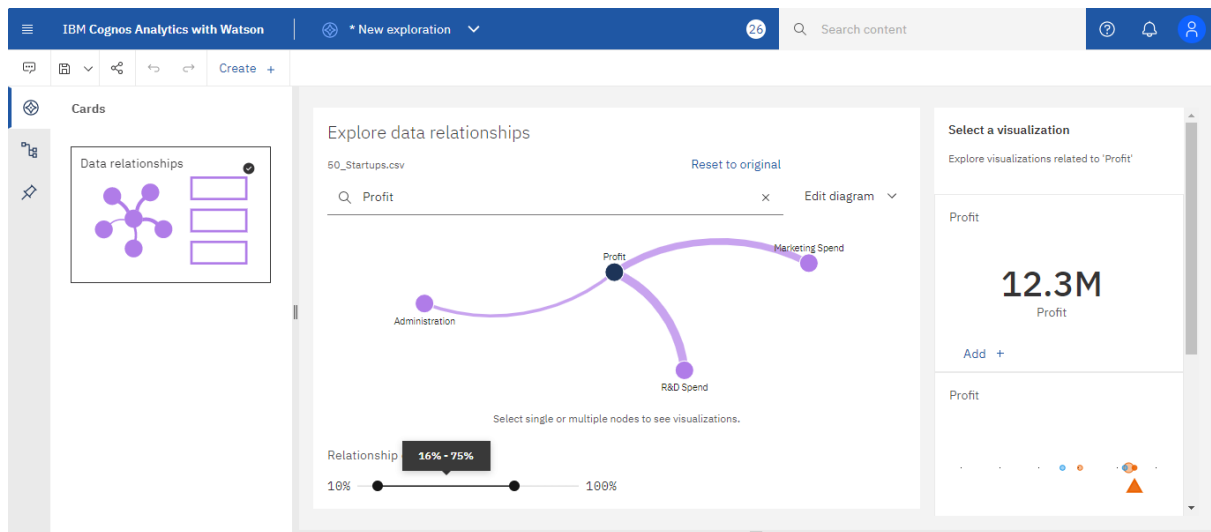 IBM Cognos Analytics with Watson
* New exploration
26
Search content
Create +
Cards
Data relationships
Explore data relationships
50_Startups.csv
Reset to original
Profit
Edit diagram
Profit
Marketing Spend
Administration
R&D Spend
Select single or multiple nodes to see visualizations.
Relationship
16% - 75%
10%
100%
Select a visualization
Explore visualizations related to 'Profit'
Profit
12.3M
Profit
Add +
Profit